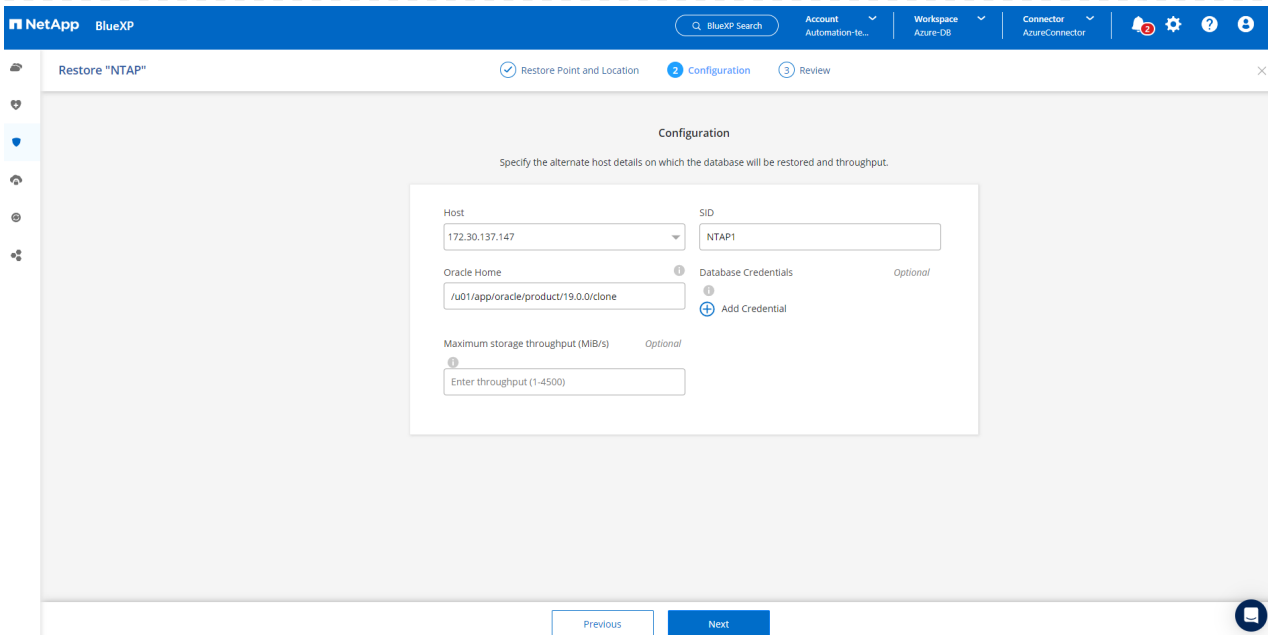 NetApp BlueXP
BlueXP Search
Account
Automation-te...
Workspace
Azure-DB
Connector
AzureConnector
2
Restore "NTAP"
Restore Point and Location
2 Configuration
3 Review
Configuration
Specify the alternate host details on which the database will be restored and throughput.
Host
172.30.137.147
SID
NTAP1
Oracle Home
/u01/app/oracle/product/19.0.0/clone
Database Credentials Optional
Add Credential
Maximum storage throughput (MiB/s) Optional
Enter throughput (1-4500)
Previous
Next